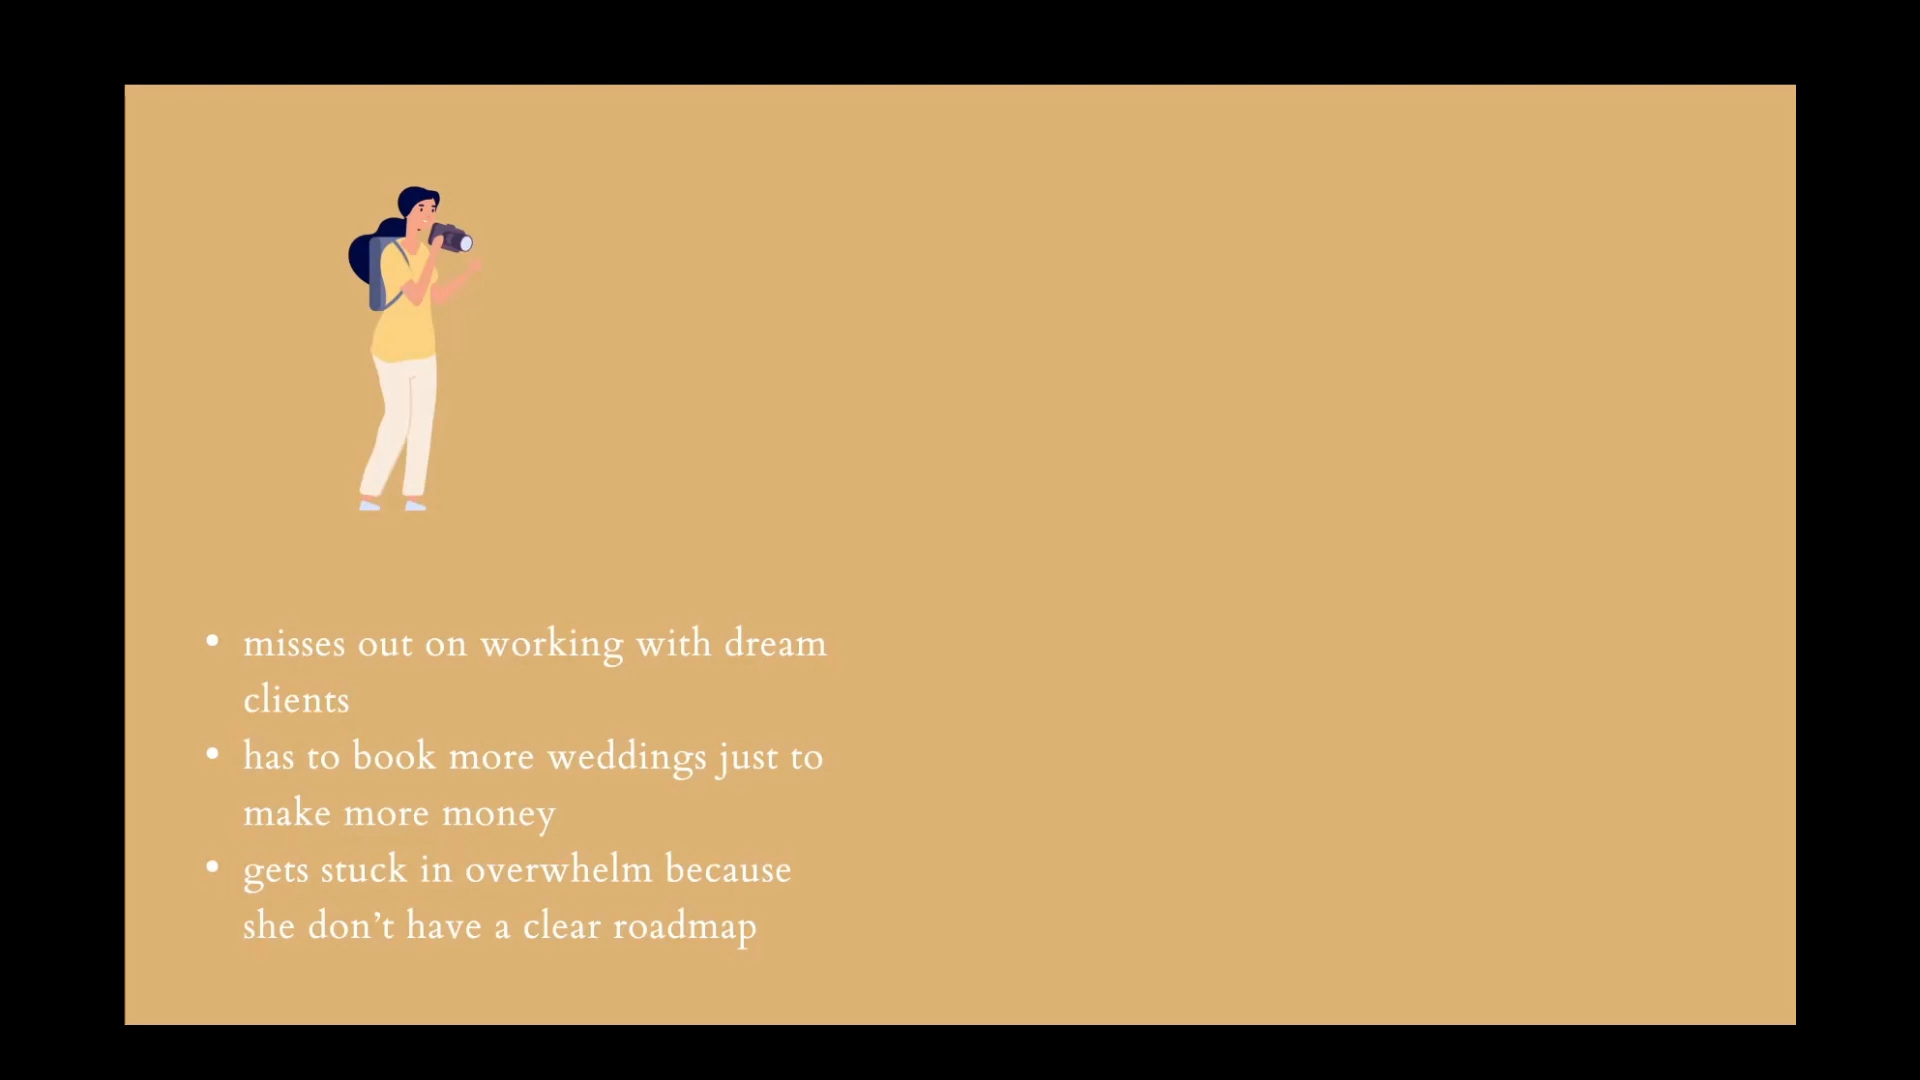 • misses out on working with dream
clients
• has to book more weddings just to
make more money
• gets stuck in overwhelm because
she don’t have a clear roadmap